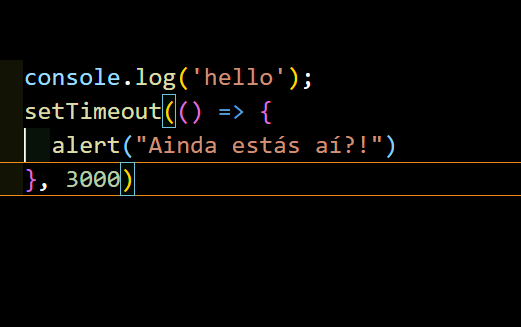 console.log('hello');
setTimeout(() => {
  alert("Ainda estás aí?!")
}, 3000)